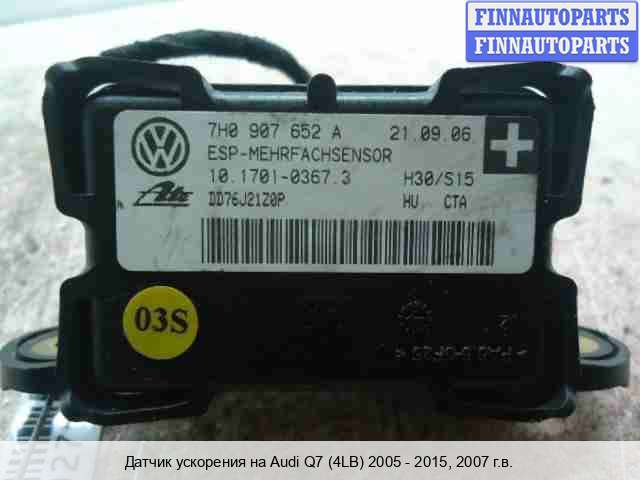 FINNAUTOPARTS
FINNAUTOPARTS
7H0 907 652 A 21.09.06
ESP-MEHRFACHSENSOR
10.1701-0367.3 H30/S15
Ate DD76J21Z0P HU CTA
03S
Датчик ускорения на Audi Q7 (4LB) 2005 - 2015, 2007 г.в.